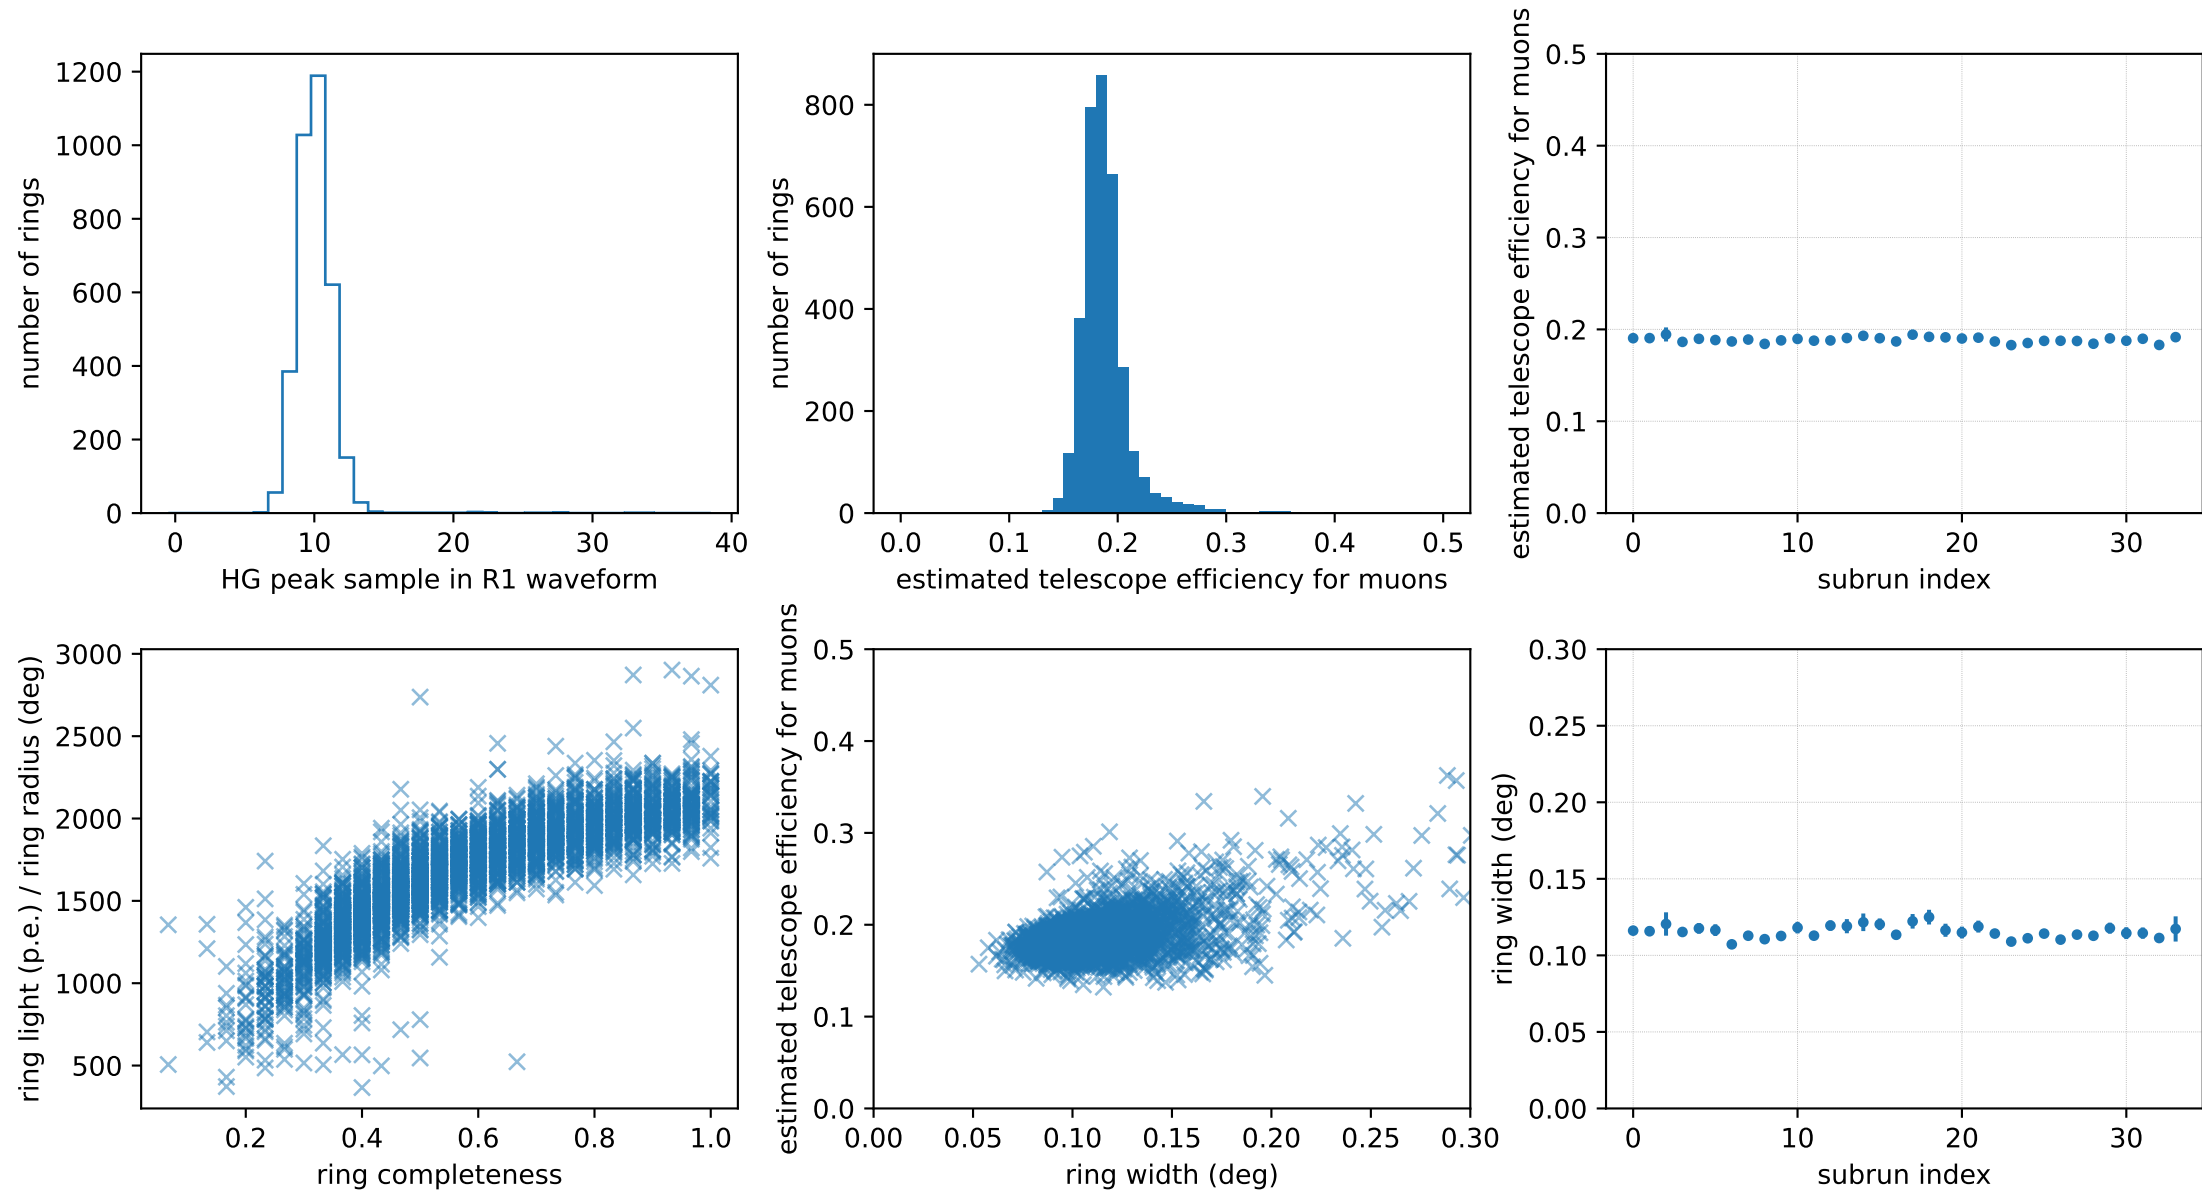 number of rings
1200
1000
800
600
400
200
0
0 10 20 30 40
HG peak sample in R1 waveform
number of rings
800
600
400
200
0
0.0 0.1 0.2 0.3 0.4 0.5
estimated telescope efficiency for muons
estimated telescope efficiency for muons
0.5
0.4
0.3
0.2
0.1
0.0
0 10 20 30
subrun index
ring light (p.e.) / ring radius (deg)
3000
2500
2000
1500
1000
500
0.2 0.4 0.6 0.8 1.0
ring completeness
estimated telescope efficiency for muons
0.5
0.4
0.3
0.2
0.1
0.0
0.00 0.05 0.10 0.15 0.20 0.25 0.30
ring width (deg)
ring width (deg)
0.30
0.25
0.20
0.15
0.10
0.05
0.00
0 10 20 30
subrun index